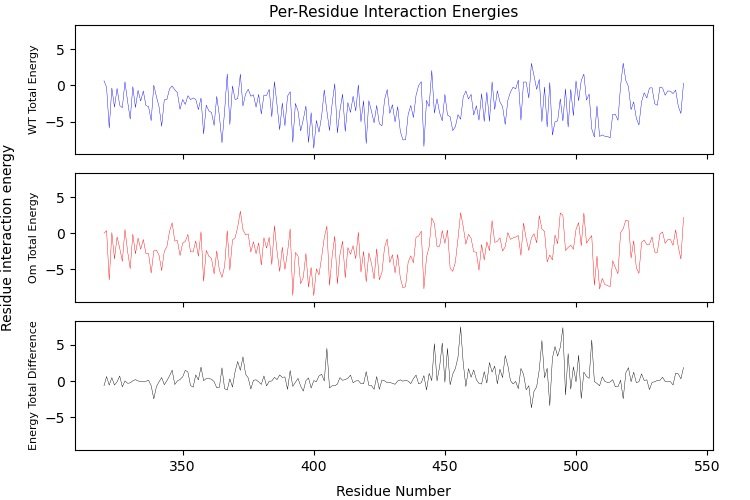 Per-Residue Interaction Energies
Residue interaction energy
WT Total Energy
5
0
−5
Om Total Energy
5
0
−5
Energy Total Difference
5
0
−5
350
400
450
500
550
Residue Number